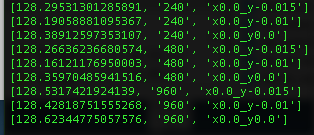 [128.29531301285891, '240', 'x0.0_y-0.015']
[128.19058881095367, '240', 'x0.0_y-0.01']
[128.38912597353107, '240', 'x0.0_y0.0']
[128.26636236680574, '480', 'x0.0_y-0.015']
[128.16121176950003, '480', 'x0.0_y-0.01']
[128.35970485941516, '480', 'x0.0_y0.0']
[128.5317421924139, '960', 'x0.0_y-0.015']
[128.42818751555268, '960', 'x0.0_y-0.01']
[128.62344775057576, '960', 'x0.0_y0.0']